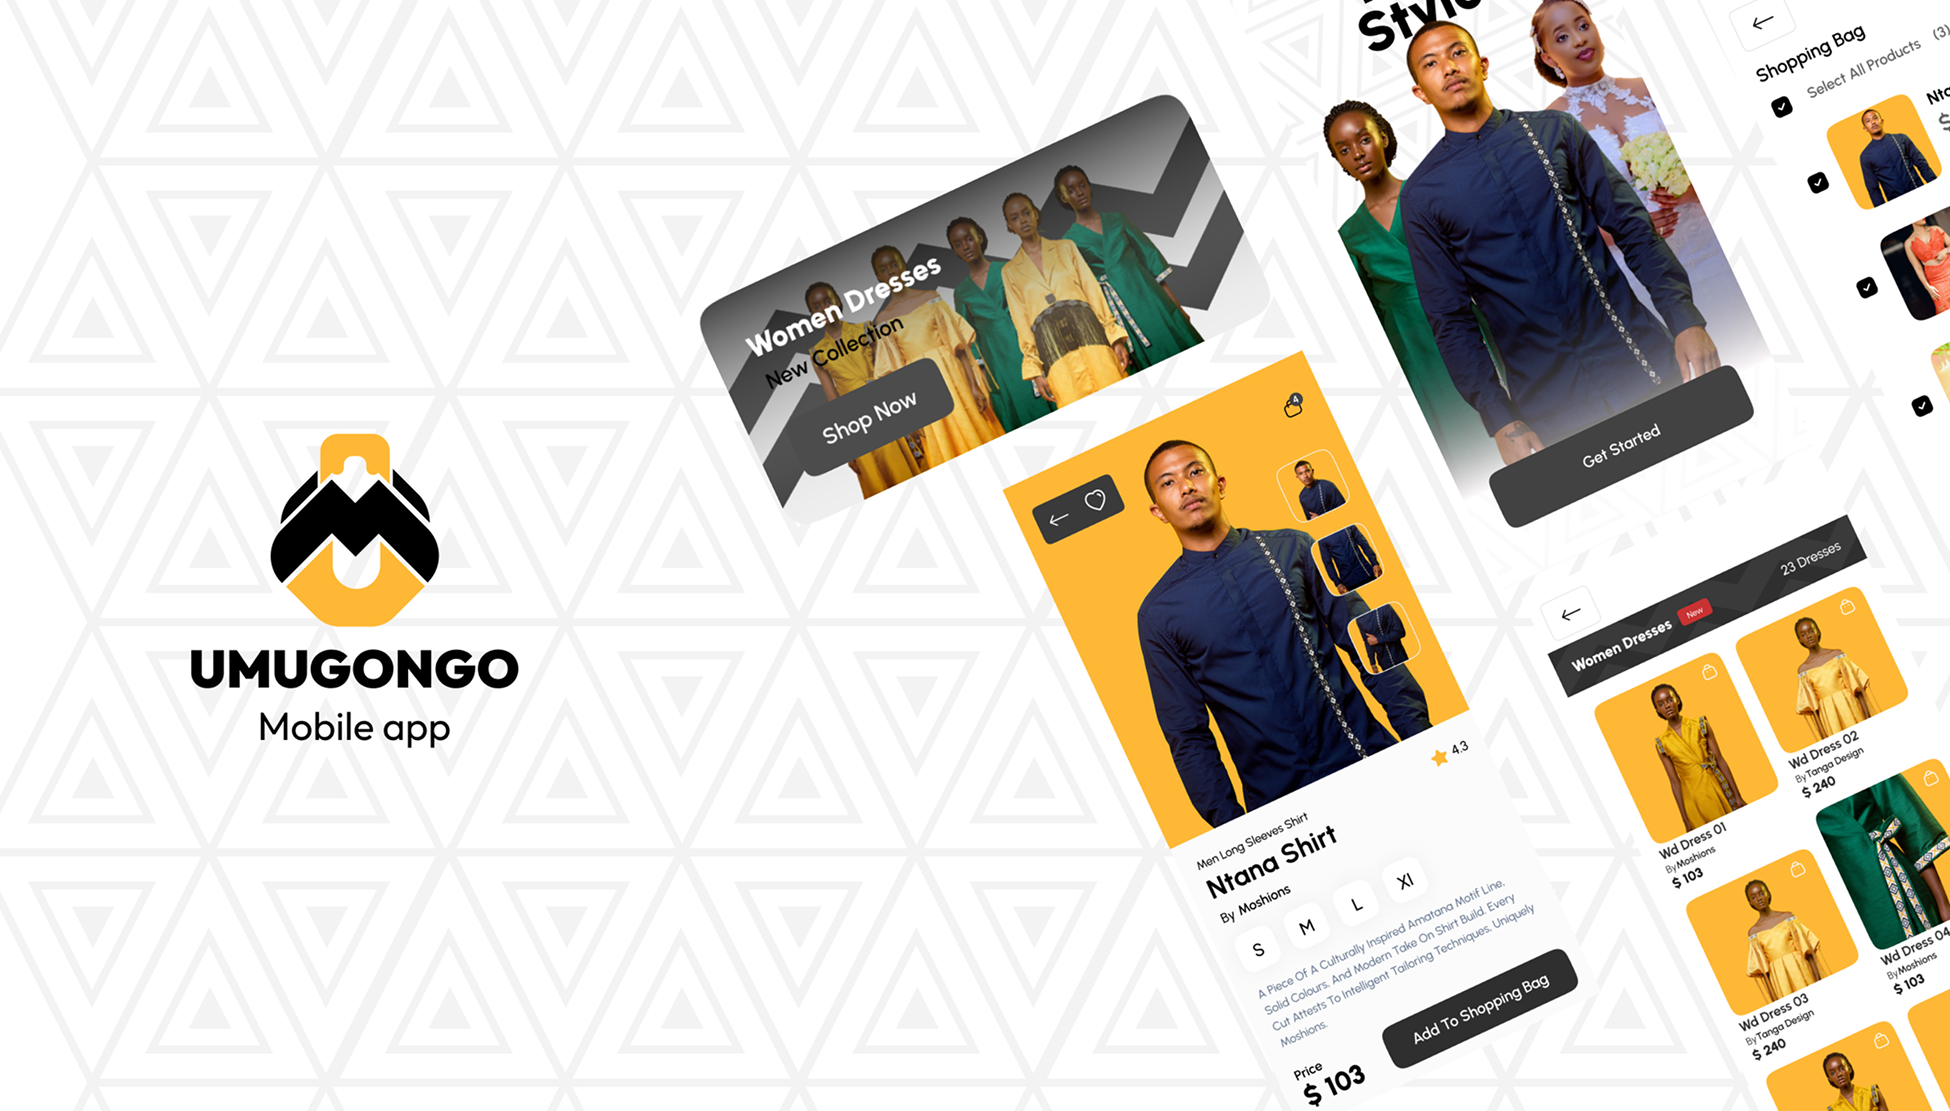 UMUGONGO
Mobile app
Women Dresses
New Collection
Shop Now
Style
Get Started
Shopping Bag
Select All Products (3)
$
4
4.3
Men Long Sleeves Shirt
Ntana Shirt
By Moshions
S M L Xl
A Piece Of A Culturally Inspired Amatana Motif Line,
Solid Colours, And Modern Take On Shirt Build. Every
Cut Attests To Intelligent Tailoring Techniques, Uniquely
Moshions.
Price
$ 103
Add To Shopping Bag
Women Dresses
New
23 Dresses
Wd Dress 01
By Moshions
$ 103
Wd Dress 02
By Tanga Design
$ 240
Wd Dress 03
By Tanga Design
$ 240
Wd Dress 04
By Moshions
$ 103